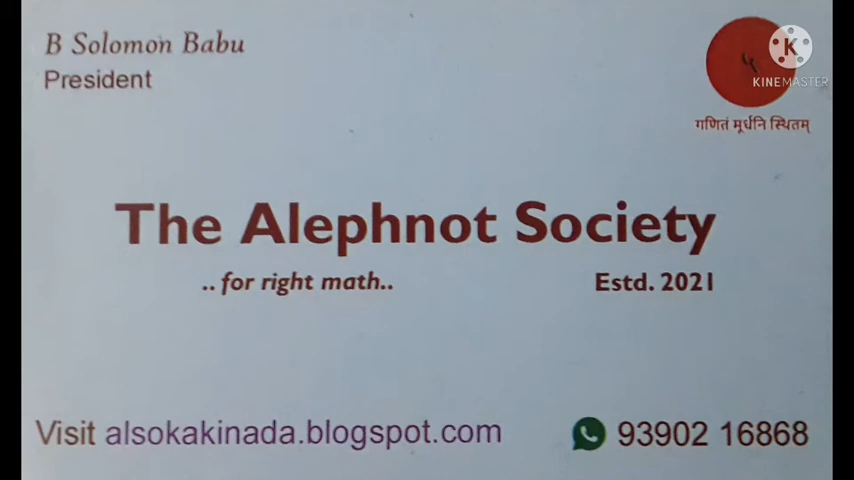 B Solomon Babu
President
K
KINEMASTER
गणितं मूर्धनि स्थितम्
The Alephnot Society
..for right math..
Estd. 2021
Visit alsokakinada.blogspot.com
93902 16868